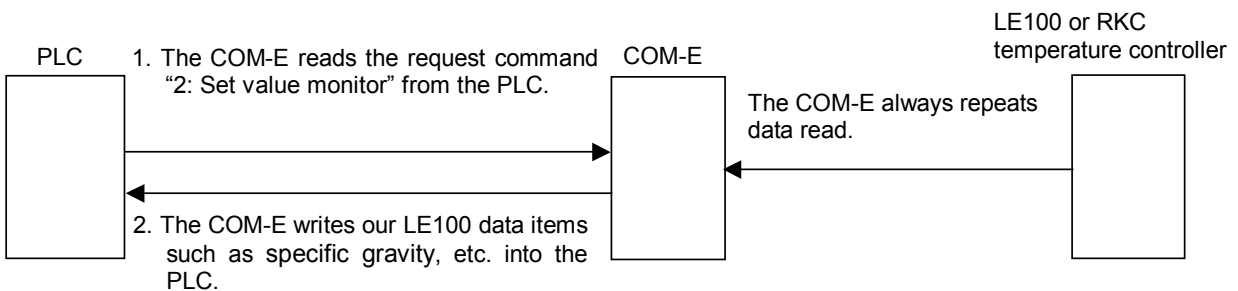 LE100 or RKC
temperature controller
PLC
1. The COM-E reads the request command
“2: Set value monitor” from the PLC.
COM-E
The COM-E always repeats
data read.
2. The COM-E writes our LE100 data items
such as specific gravity, etc. into the
PLC.